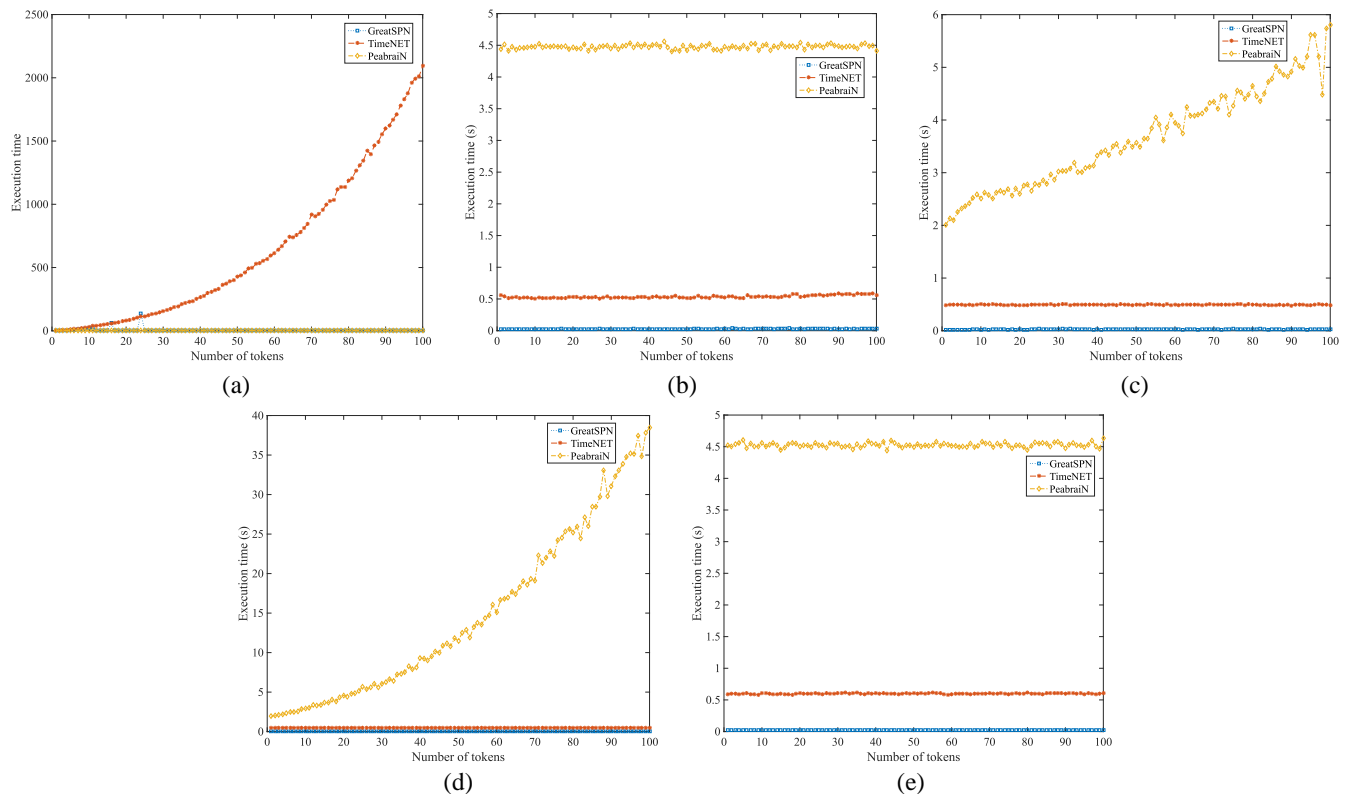 2500
2000
1500
1000
500
0
Execution time
0 10 20 30 40 50 60 70 80 90 100
Number of tokens
GreatSPN
TimeNET
PeabraiN
(a)
5
4.5
4
3.5
3
2.5
2
1.5
1
0.5
0
Execution time (s)
0 10 20 30 40 50 60 70 80 90 100
Number of tokens
GreatSPN
TimeNET
PeabraiN
(b)
6
5
4
3
2
1
0
Execution time (s)
0 10 20 30 40 50 60 70 80 90 100
Number of tokens
GreatSPN
TimeNET
PeabraiN
(c)
40
35
30
25
20
15
10
5
0
Execution time (s)
0 10 20 30 40 50 60 70 80 90 100
Number of tokens
GreatSPN
TimeNET
PeabraiN
(d)
5
4.5
4
3.5
3
2.5
2
1.5
1
0.5
0
Execution time (s)
0 10 20 30 40 50 60 70 80 90 100
Number of tokens
GreatSPN
TimeNET
PeabraiN
(e)